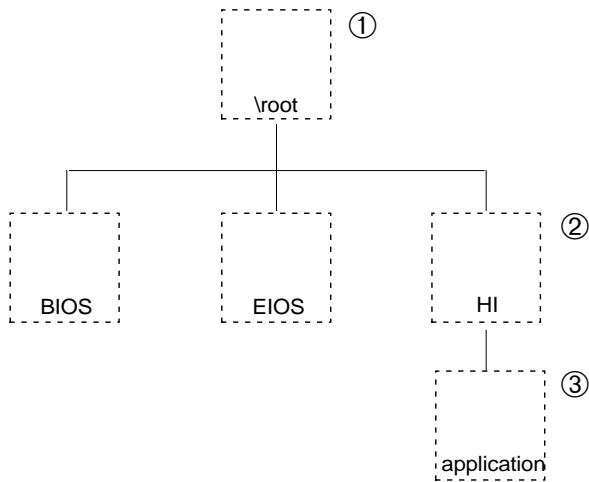 ①
\root
②
BIOS EIOS HI
③
application